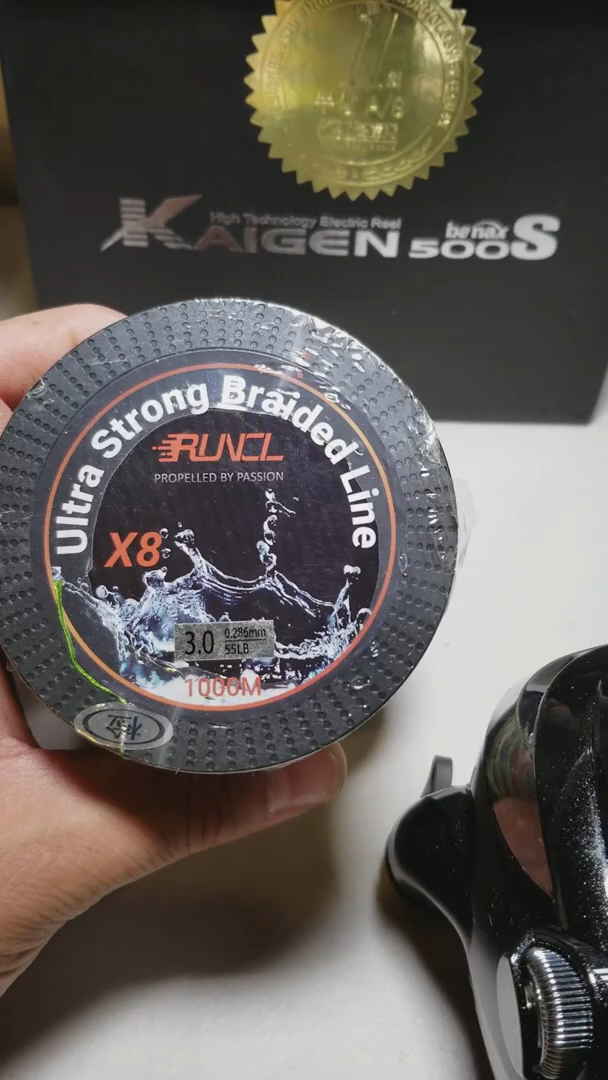 High Technology Electric Reel
KAIGEN 500S
benax
Ultra Strong Braided Line
RUNCL
PROPELLED BY PASSION
X8
3.0
0.286mm
55LB
1000M
检